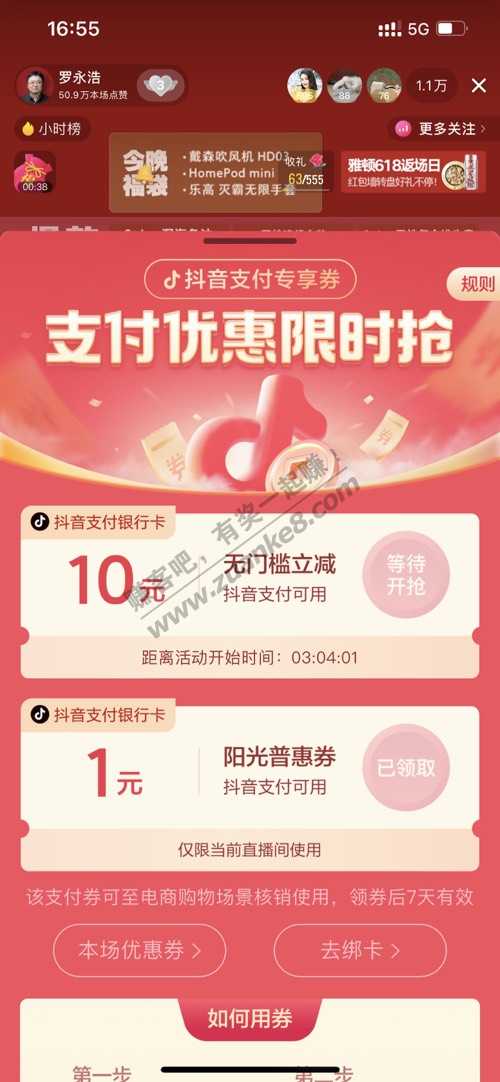 16:55
5G
罗永浩
50.9万本场点赞
3
88
76
1.1万
小时榜
更多关注
00:38
今晚
福袋
·戴森吹风机 HD03
·HomePod mini
·乐高 灭霸无限手套
收礼
63/555
雅顿618返场日
红包墙转盘好礼不停!
抖音支付专享券
规则
支付优惠限时抢
券
券
抖音支付银行卡
10元
无门槛立减
抖音支付可用
等待
开抢
距离活动开始时间：03:04:01
赚客吧，有奖一起赚！
www.zuanke8.com
抖音支付银行卡
1元
阳光普惠券
抖音支付可用
已领取
仅限当前直播间使用
该支付券可至电商购物场景核销使用，领券后7天有效
本场优惠券
去绑卡
如何用券
第一步
第二步